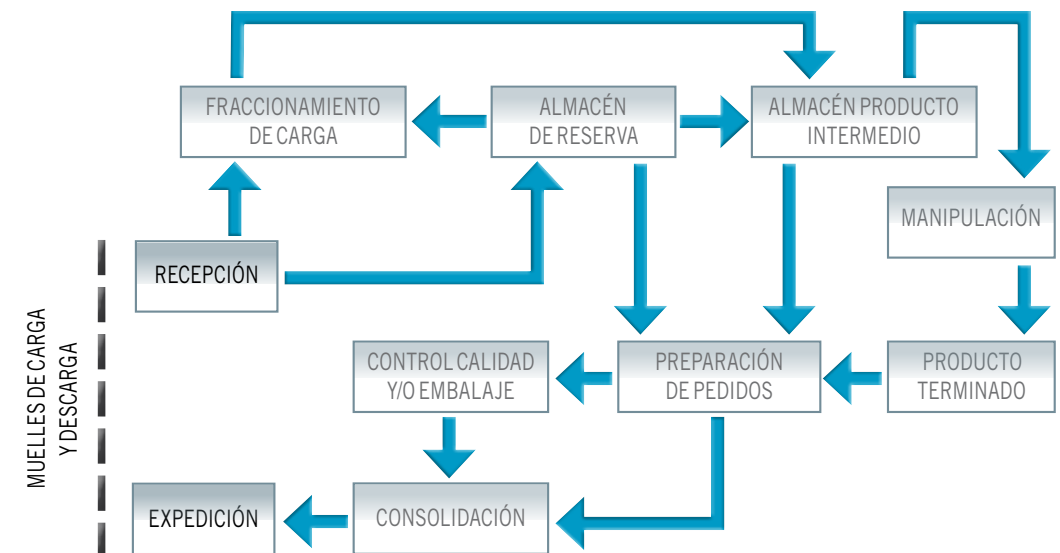 FRACCIONAMIENTO
DE CARGA
ALMACÉN
DE RESERVA
ALMACÉN PRODUCTO
INTERMEDIO
MANIPULACIÓN
RECEPCIÓN
MUELLES DE CARGA
Y DESCARGA
CONTROL CALIDAD
Y/O EMBALAJE
PREPARACIÓN
DE PEDIDOS
PRODUCTO
TERMINADO
EXPEDICIÓN
CONSOLIDACIÓN